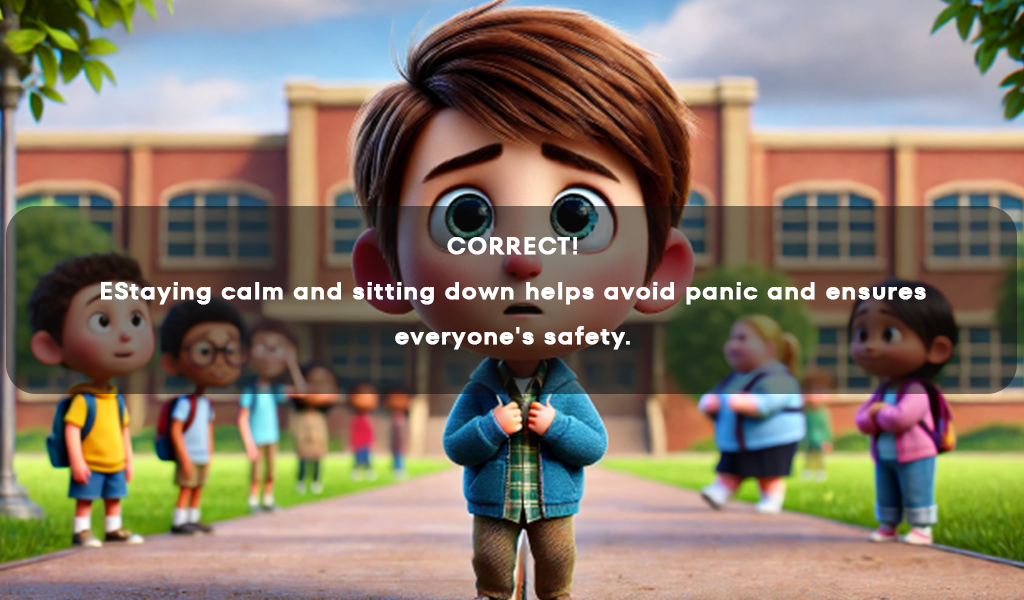 CORRECT!
EStaying calm and sitting down helps avoid panic and ensures
everyone's safety.